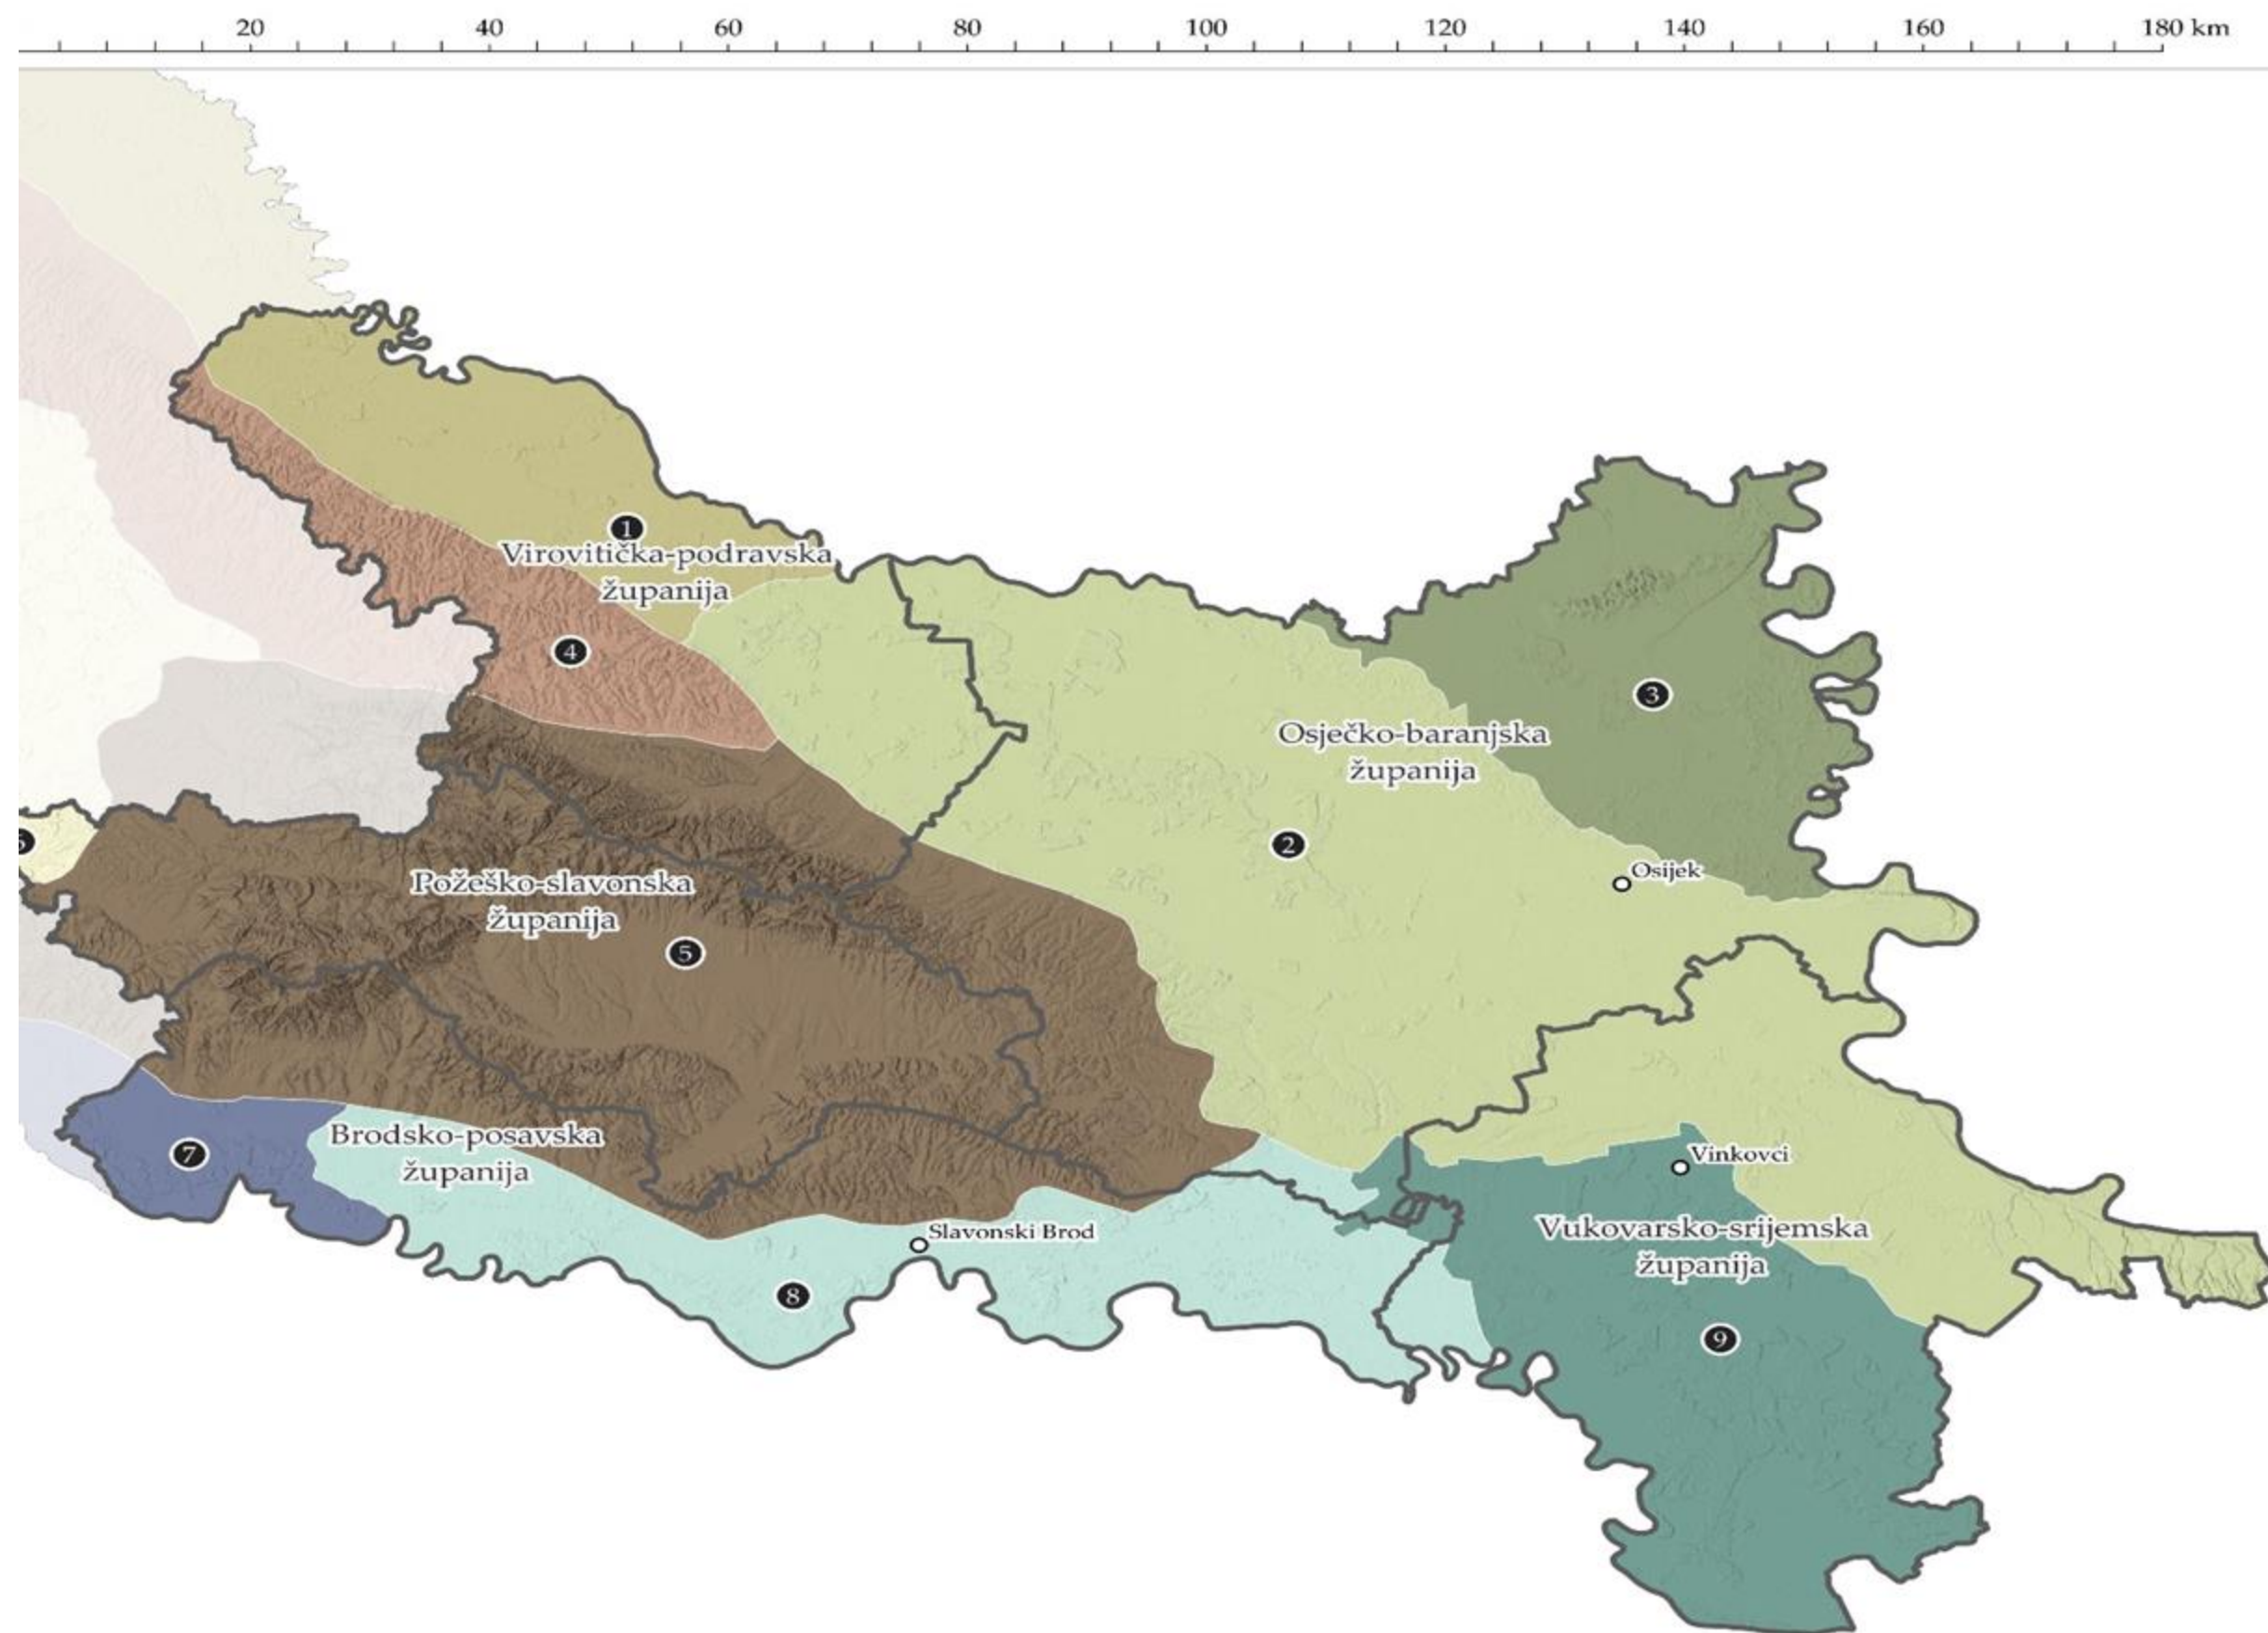 20 40 60 80 100 120 140 160 180 km
1
Virovitička-podravska
županija
4
3
Osječko-baranjska
županija
2
Osijek
Požeško-slavonska
županija
5
7
Brodsko-posavska
županija
Vinkovci
Slavonski Brod
Vukovarsko-srijemska
županija
8
9